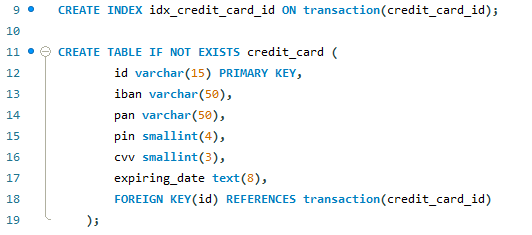 9 CREATE INDEX idx_credit_card_id ON transaction(credit_card_id);
10
11 CREATE TABLE IF NOT EXISTS credit_card (
12 id varchar(15) PRIMARY KEY,
13 iban varchar(50),
14 pan varchar(50),
15 pin smallint(4),
16 cvv smallint(3),
17 expiring_date text(8),
18 FOREIGN KEY(id) REFERENCES transaction(credit_card_id)
19 );